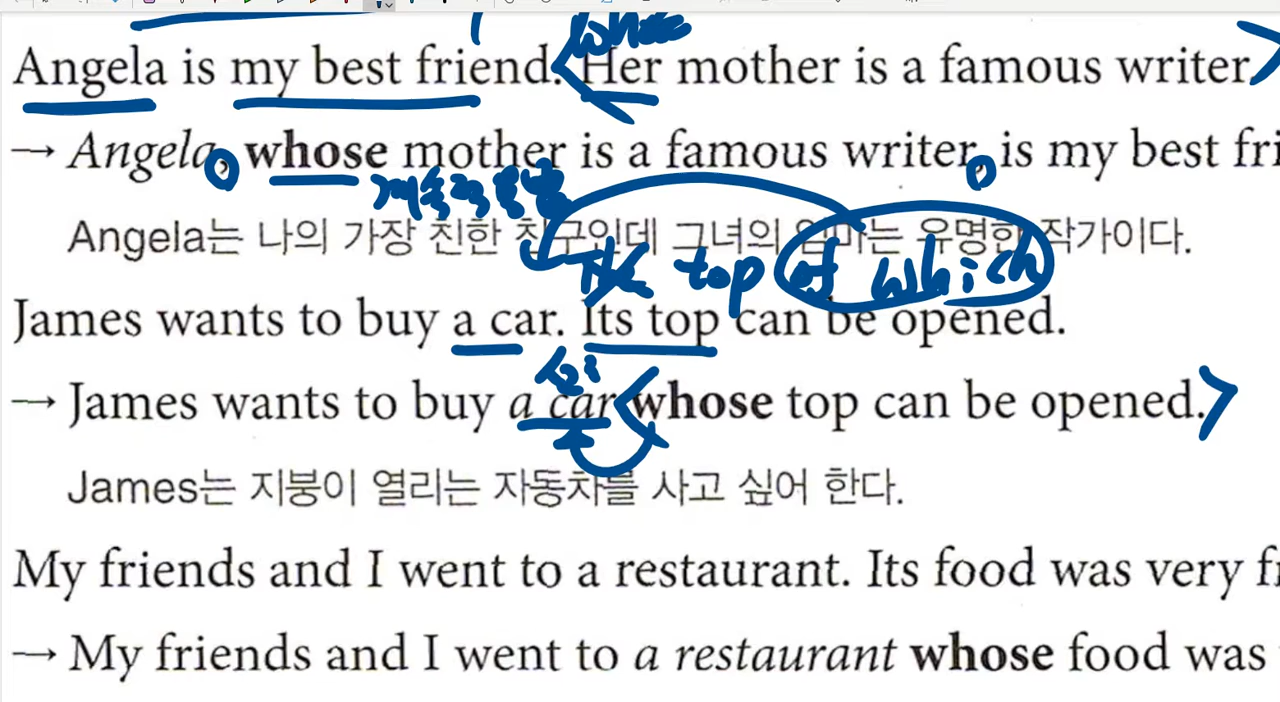 whose
Angela is my best friend. Her mother is a famous writer.
→ Angela, whose mother is a famous writer, is my best fri
계속적 용법
Angela는 나의 가장 친한 친구인데 그녀의 엄마는 유명한 작가이다.
The top of which
James wants to buy a car. Its top can be opened.
→ James wants to buy a car whose top can be opened.
James는 지붕이 열리는 자동차를 사고 싶어 한다.
My friends and I went to a restaurant. Its food was very f
→ My friends and I went to a restaurant whose food was